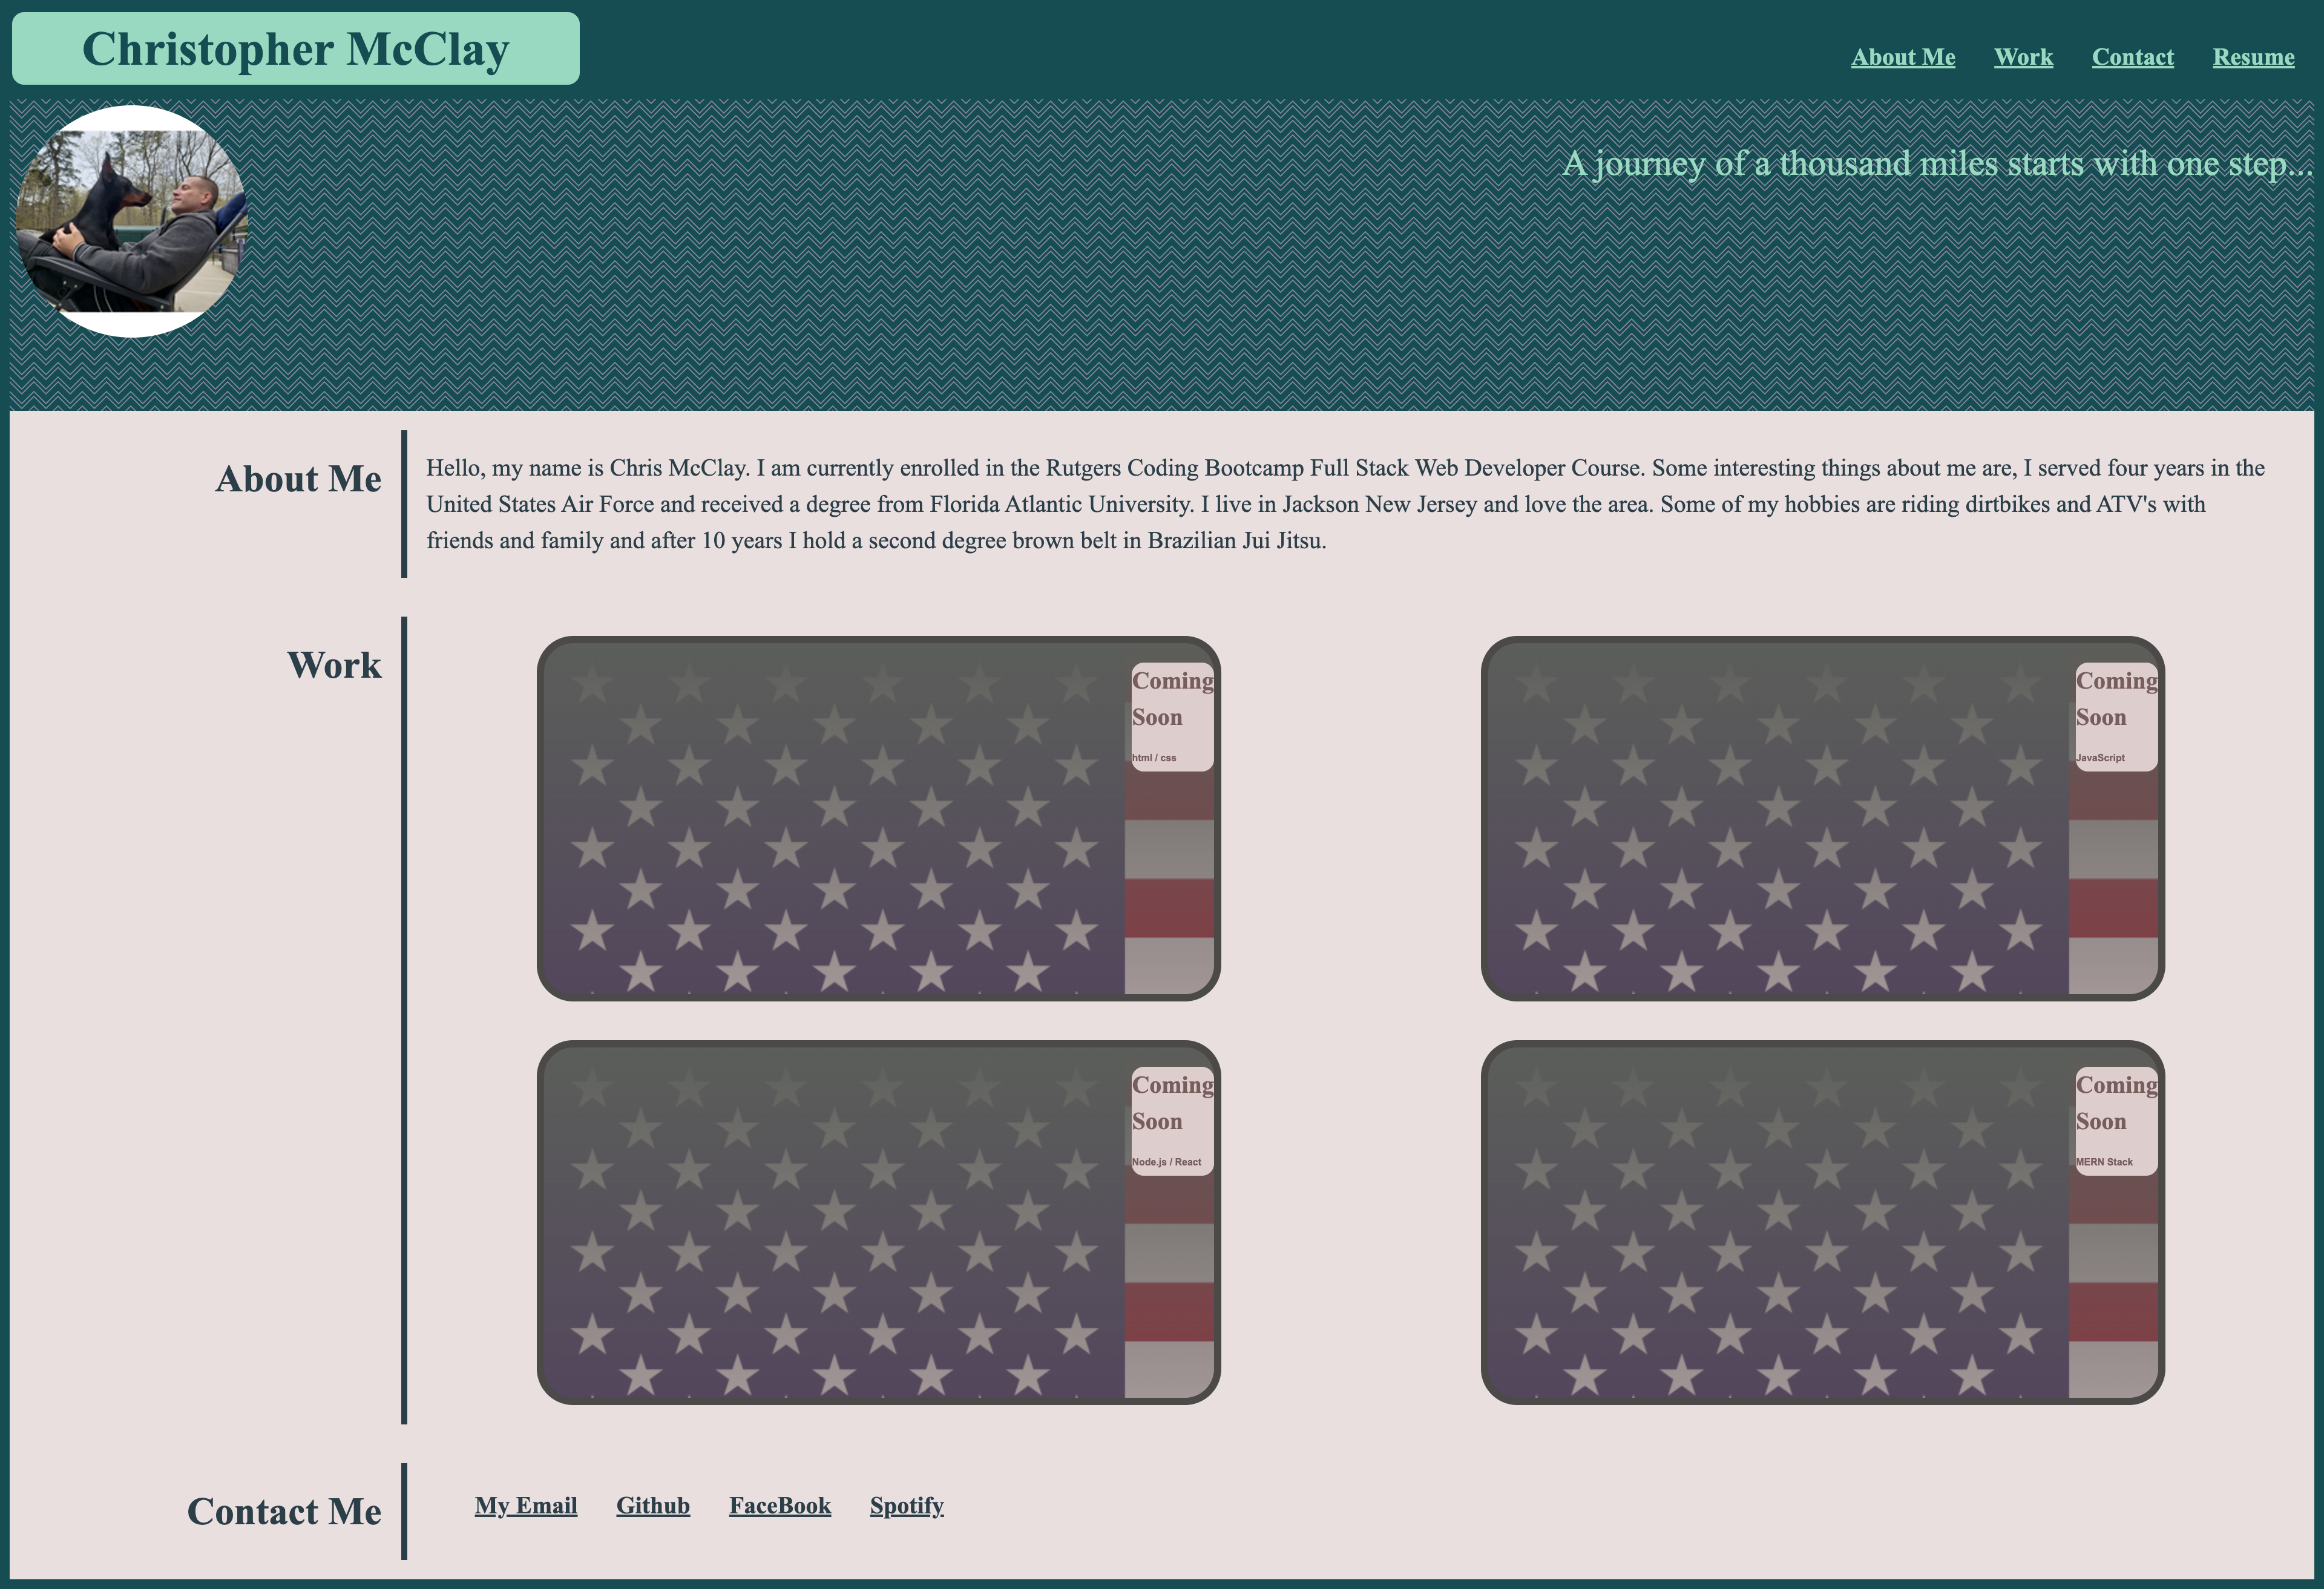 Christopher McClay
About Me Work Contact Resume
A journey of a thousand miles starts with one step...
About Me
Hello, my name is Chris McClay. I am currently enrolled in the Rutgers Coding Bootcamp Full Stack Web Developer Course. Some interesting things about me are, I served four years in the
United States Air Force and received a degree from Florida Atlantic University. I live in Jackson New Jersey and love the area. Some of my hobbies are riding dirtbikes and ATV's with
friends and family and after 10 years I hold a second degree brown belt in Brazilian Jui Jitsu.
Work
Coming
Soon
html / css
Coming
Soon
JavaScript
Coming
Soon
Node.js / React
Coming
Soon
MERN Stack
Contact Me
My Email Github FaceBook Spotify